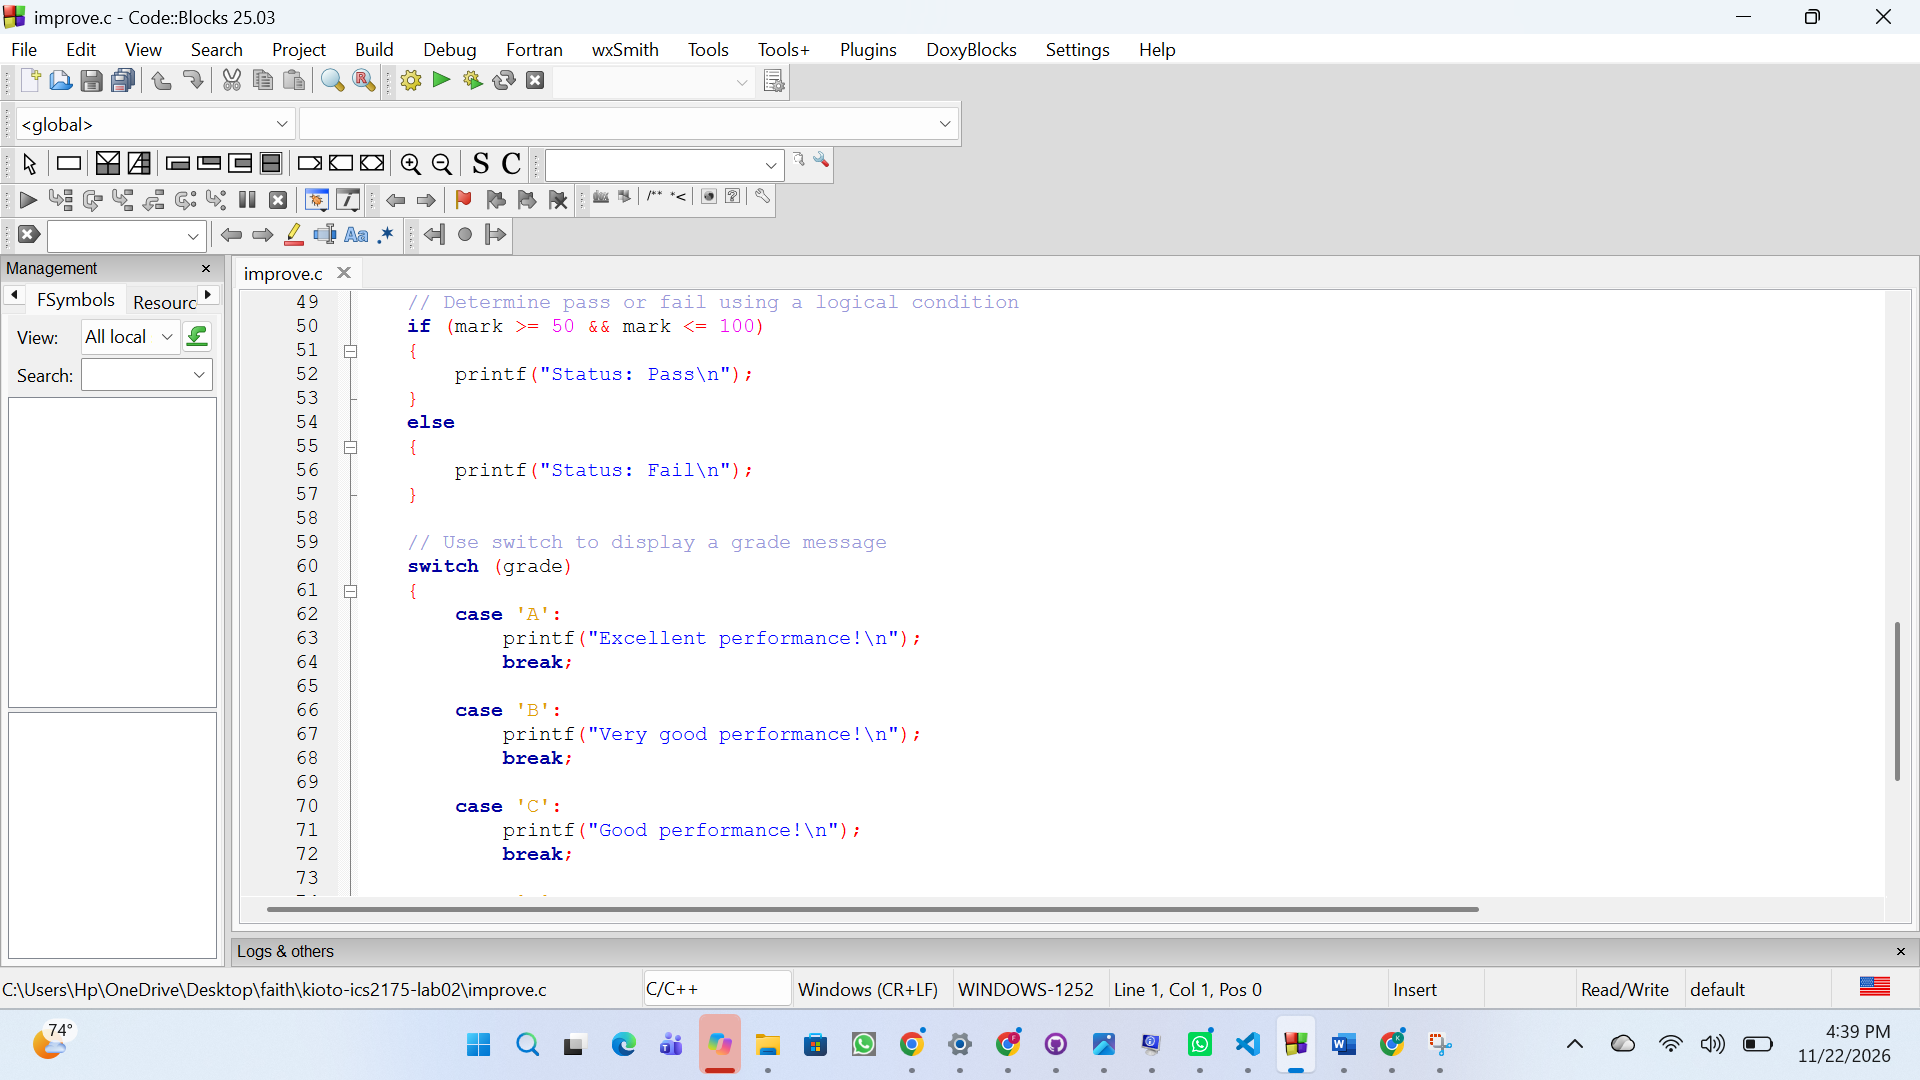 improve.c - Code::Blocks 25.03
File Edit View Search Project Build Debug Fortran wxSmith Tools Tools+ Plugins DoxyBlocks Settings Help
<global>
S C
/** *<
Aa .*
Management
improve.c
FSymbols Resourc
View: All local
Search:
49 // Determine pass or fail using a logical condition
50 if (mark >= 50 && mark <= 100)
51 {
52 printf("Status: Pass\n");
53 }
54 else
55 {
56 printf("Status: Fail\n");
57 }
58
59 // Use switch to display a grade message
60 switch (grade)
61 {
62 case 'A':
63 printf("Excellent performance!\n");
64 break;
65
66 case 'B':
67 printf("Very good performance!\n");
68 break;
69
70 case 'C':
71 printf("Good performance!\n");
72 break;
73
Logs & others
C:\Users\Hp\OneDrive\Desktop\faith\kioto-ics2175-lab02\improve.c C/C++ Windows (CR+LF) WINDOWS-1252 Line 1, Col 1, Pos 0 Insert Read/Write default
74°
4:39 PM
11/22/2026